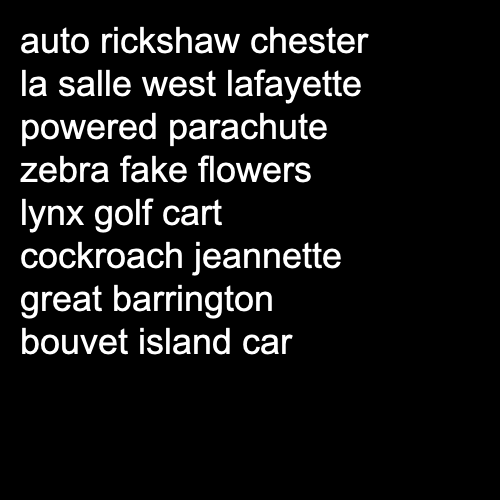 auto rickshaw chester
la salle west lafayette
powered parachute
zebra fake flowers
lynx golf cart
cockroach jeannette
great barrington
bouvet island car